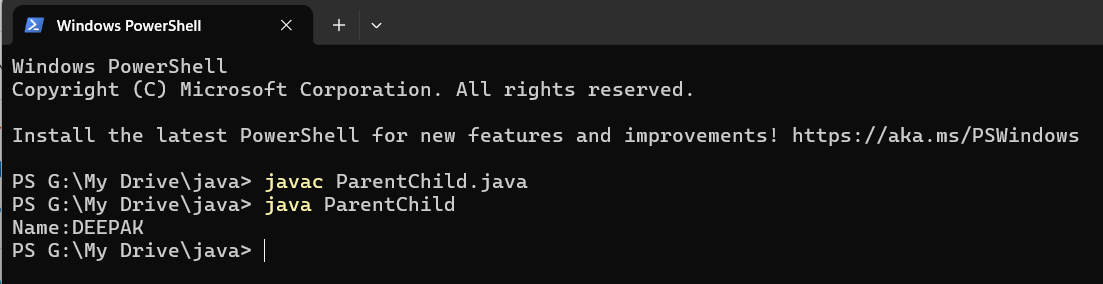 Windows PowerShell
Windows PowerShell
Copyright (C) Microsoft Corporation. All rights reserved.
Install the latest PowerShell for new features and improvements! https://aka.ms/PSWindows
PS G:\My Drive\java> javac ParentChild.java
PS G:\My Drive\java> java ParentChild
Name:DEEPAK
PS G:\My Drive\java>